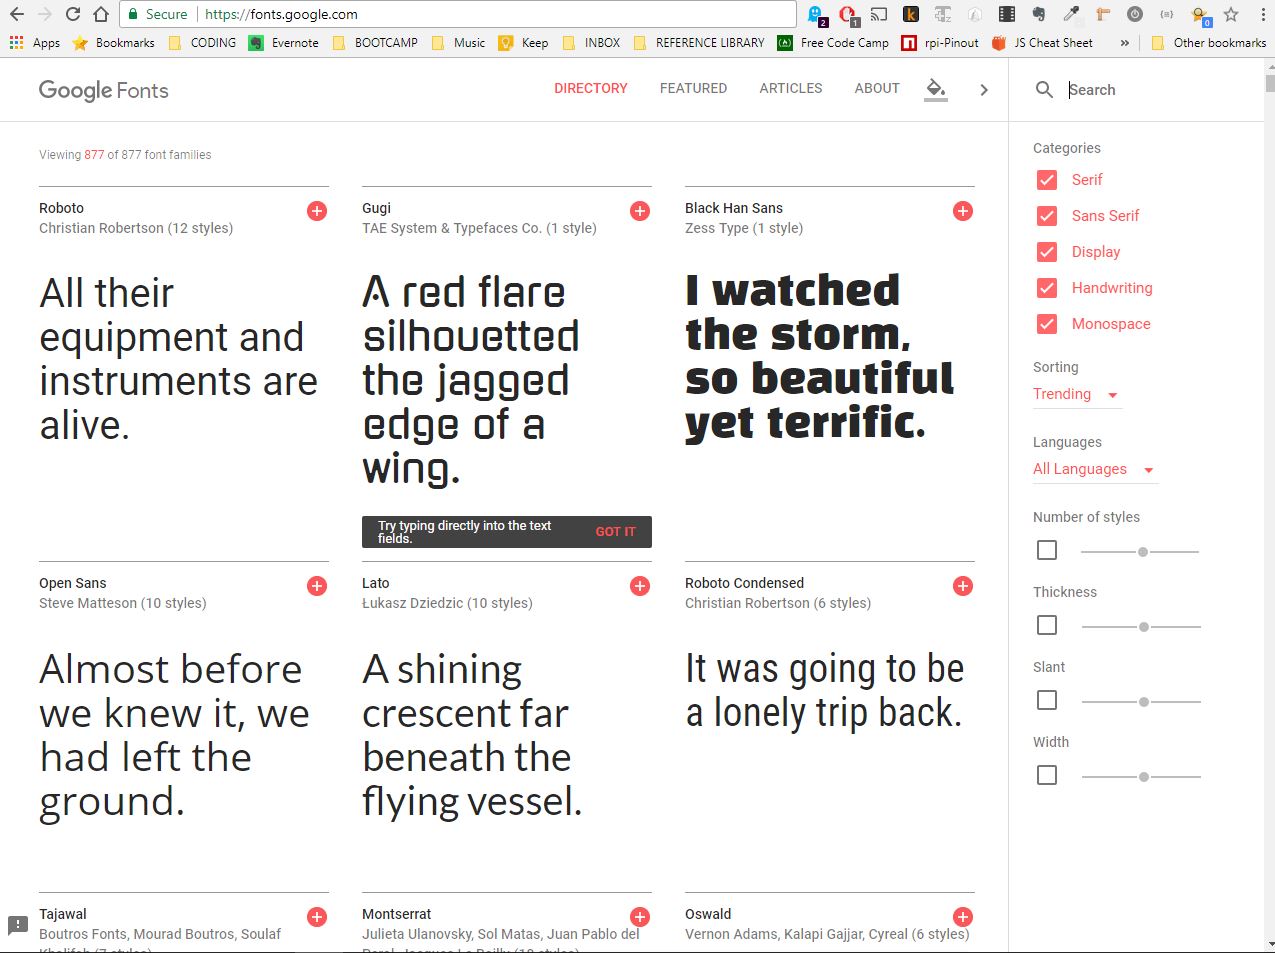 Secure https://fonts.google.com
2 1 0
Apps Bookmarks CODING Evernote BOOTCAMP Music Keep INBOX REFERENCE LIBRARY Free Code Camp rpi-Pinout JS Cheat Sheet » Other bookmarks
Google Fonts DIRECTORY FEATURED ARTICLES ABOUT Search
Viewing 877 of 877 font families
Roboto
Christian Robertson (12 styles)
All their
equipment and
instruments are
alive.
Gugi
TAE System & Typefaces Co. (1 style)
A red flare
silhouetted
the jagged
edge of a
wing.
Try typing directly into the text
fields.
GOT IT
Black Han Sans
Zess Type (1 style)
I watched
the storm,
so beautiful
yet terrific.
Open Sans
Steve Matteson (10 styles)
Almost before
we knew it, we
had left the
ground.
Lato
Łukasz Dziedzic (10 styles)
A shining
crescent far
beneath the
flying vessel.
Roboto Condensed
Christian Robertson (6 styles)
It was going to be
a lonely trip back.
Tajawal
Boutros Fonts, Mourad Boutros, Soulaf
Montserrat
Julieta Ulanovsky, Sol Matas, Juan Pablo del
Oswald
Vernon Adams, Kalapi Gajjar, Cyreal (6 styles)
Categories
Serif
Sans Serif
Display
Handwriting
Monospace
Sorting
Trending
Languages
All Languages
Number of styles
Thickness
Slant
Width